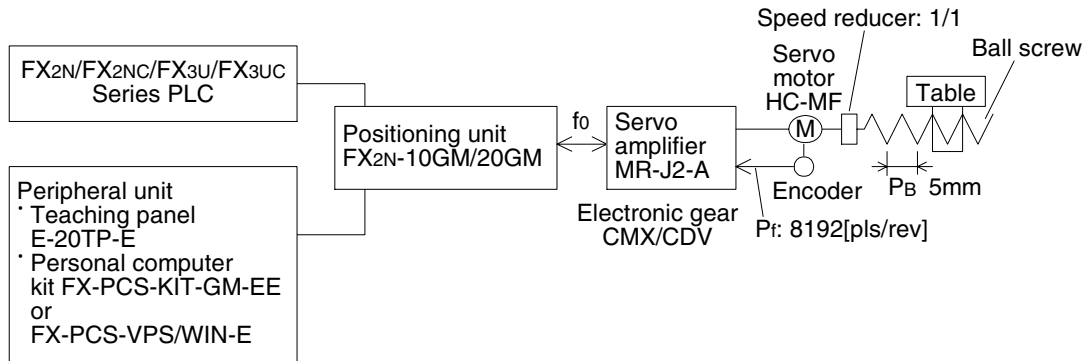 Speed reducer: 1/1
Ball screw
Servo
motor
HC-MF
FX2N/FX2NC/FX3U/FX3UC
Series PLC
Table
M
Positioning unit
FX2N-10GM/20GM
f0
Servo
amplifier
MR-J2-A
Encoder
PB 5mm
Electronic gear
CMX/CDV
Pf: 8192[pls/rev]
Peripheral unit
· Teaching panel
E-20TP-E
· Personal computer
kit FX-PCS-KIT-GM-EE
or
FX-PCS-VPS/WIN-E